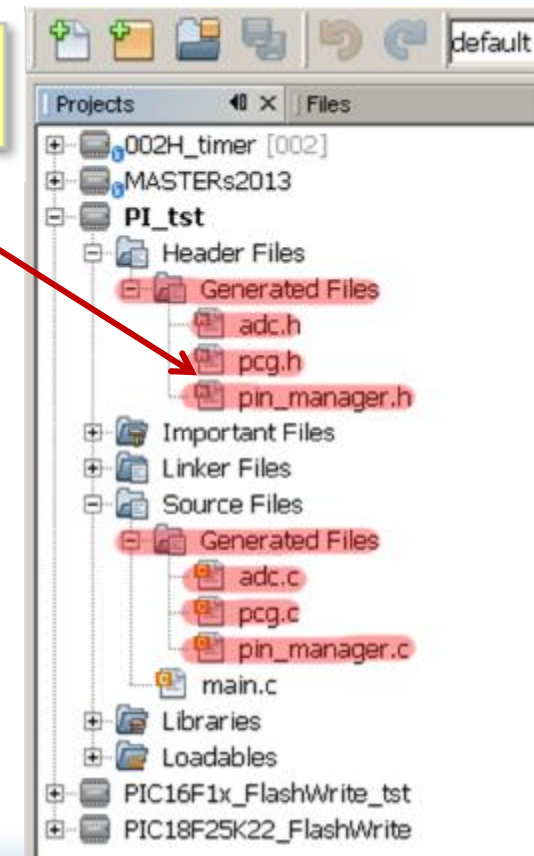 default
Projects Files
002H_timer [002]
MASTERs2013
PI_tst
Header Files
Generated Files
adc.h
pcg.h
pin_manager.h
Important Files
Linker Files
Source Files
Generated Files
adc.c
pcg.c
pin_manager.c
main.c
Libraries
Loadables
PIC16F1x_FlashWrite_tst
PIC18F25K22_FlashWrite